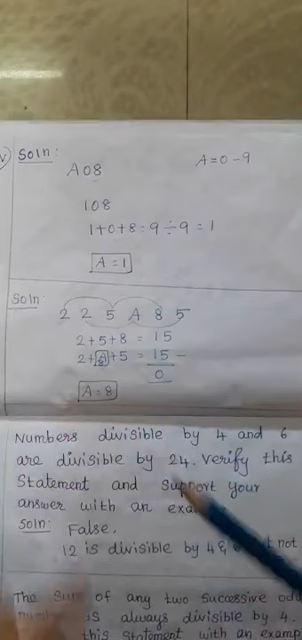 v) Soln:
A08
A = 0-9
108
1+0+8 = 9 ÷ 9 = 1
A = 1
Soln:
2 2 5 A 8 5
2+5+8 = 15
2+A+5 = 15 -
8
0
A = 8
Numbers divisible by 4 and 6
are divisible by 24. Verify this
statement and support your
answer with an
Soln: False.
12 is divisible by 4 & not
The sum of any two successive odd
is always divisible by 4.
this statement with an examp